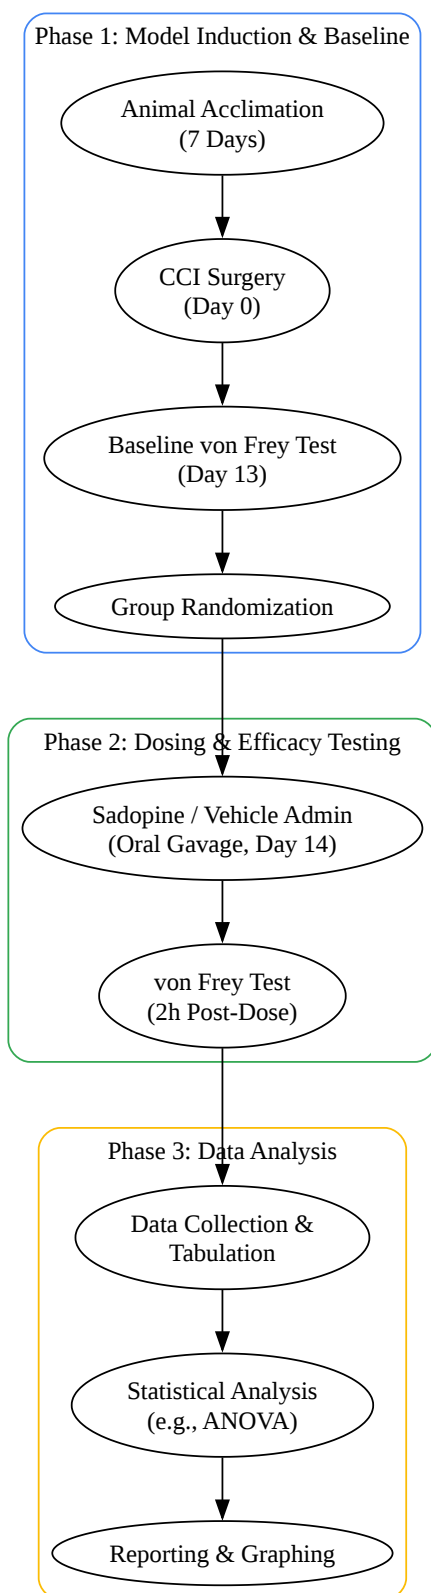 Phase 1: Model Induction & Baseline
Animal Acclimation
(7 Days)
CCI Surgery
(Day 0)
Baseline von Frey Test
(Day 13)
Group Randomization
Phase 2: Dosing & Efficacy Testing
Sadopine / Vehicle Admin
(Oral Gavage, Day 14)
von Frey Test
(2h Post-Dose)
Phase 3: Data Analysis
Data Collection &
Tabulation
Statistical Analysis
(e.g., ANOVA)
Reporting & Graphing